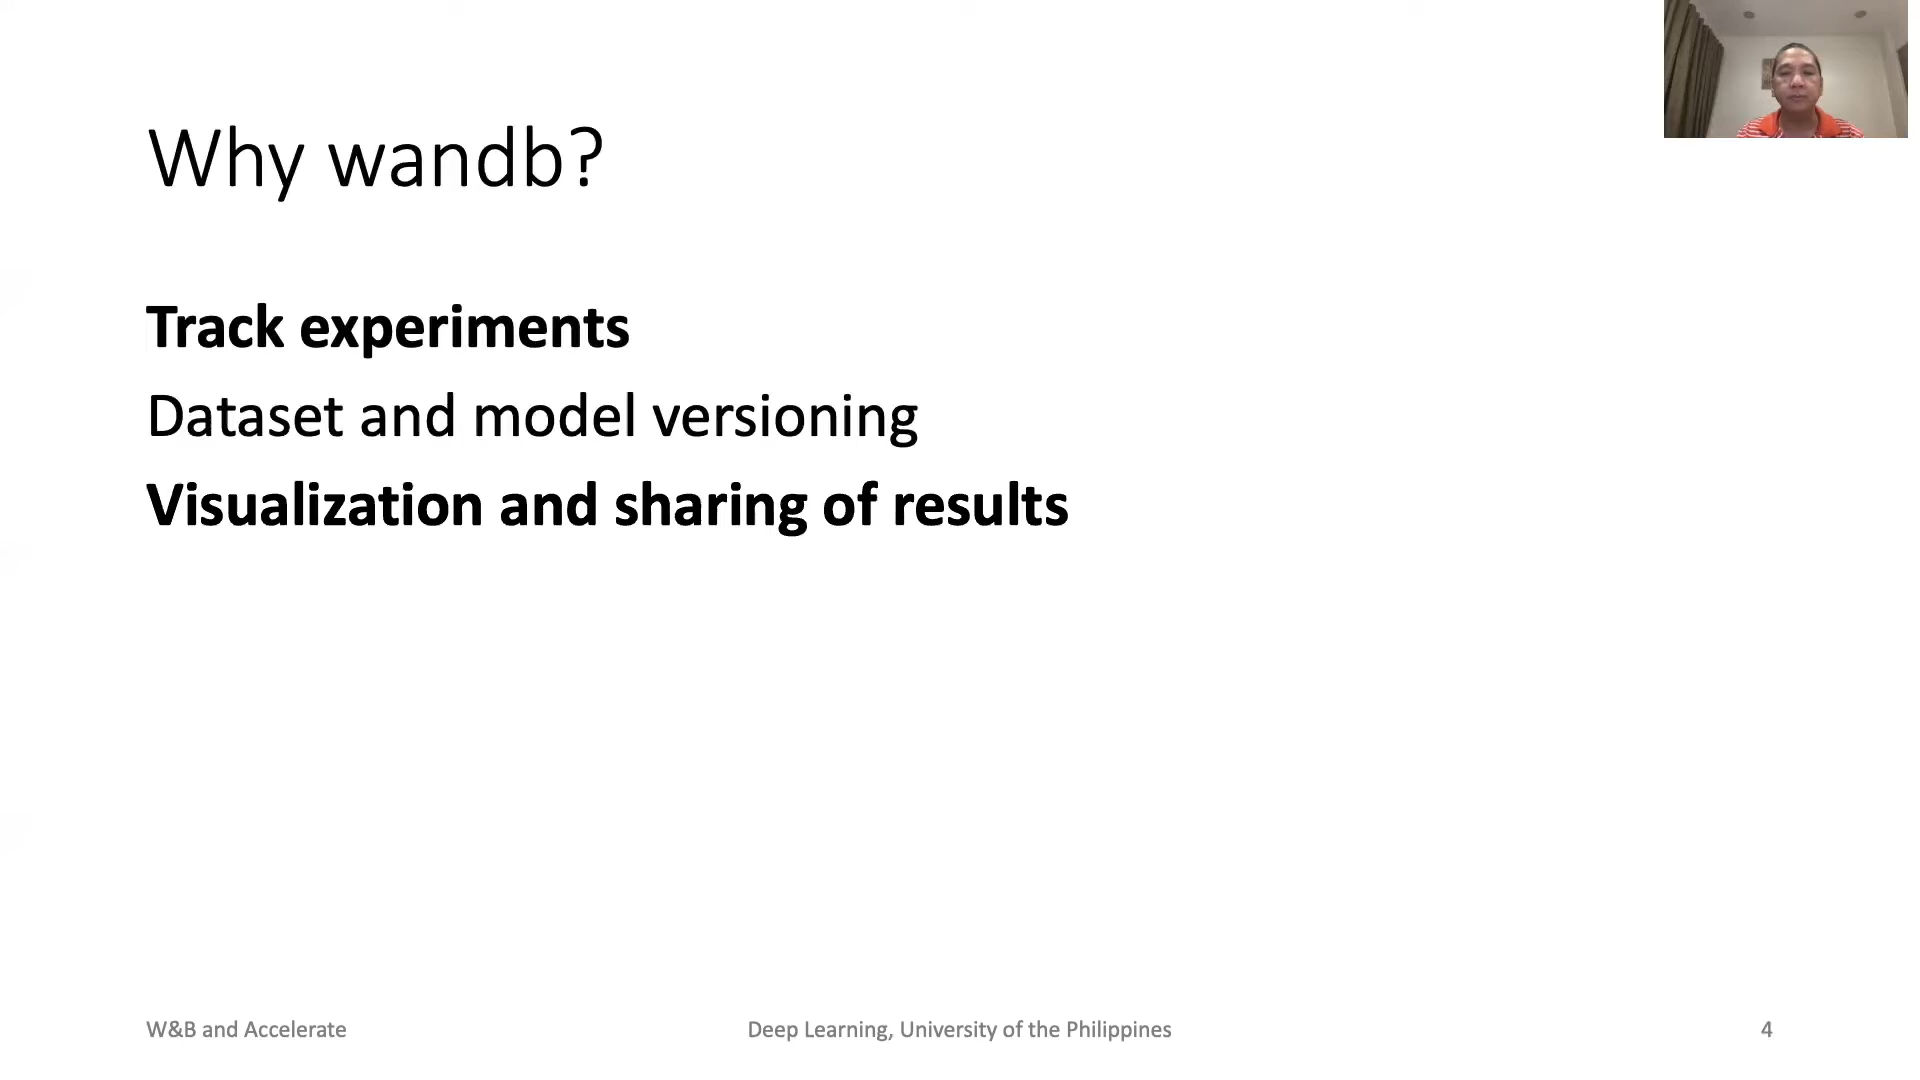 Why wandb?
Track experiments
Dataset and model versioning
Visualization and sharing of results
W&B and Accelerate
Deep Learning, University of the Philippines
4